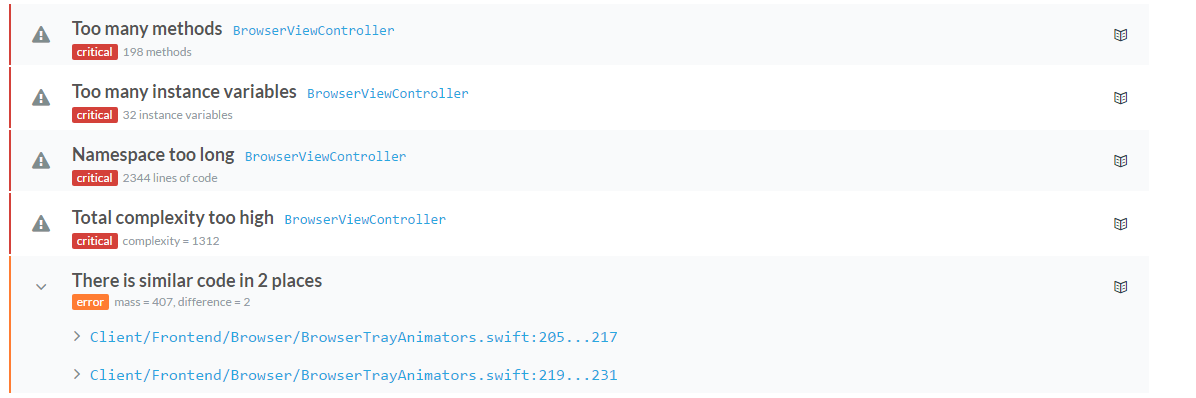 Too many methods BrowserViewController
critical 198 methods
Too many instance variables BrowserViewController
critical 32 instance variables
Namespace too long BrowserViewController
critical 2344 lines of code
Total complexity too high BrowserViewController
critical complexity = 1312
There is similar code in 2 places
error mass = 407, difference = 2
Client/Frontend/Browser/BrowserTrayAnimators.swift:205...217
Client/Frontend/Browser/BrowserTrayAnimators.swift:219...231